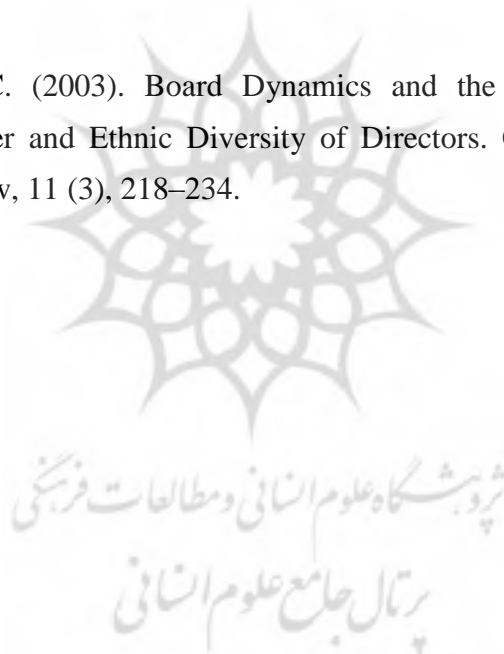 C. (2003). Board Dynamics and the
er and Ethnic Diversity of Directors.
v, 11 (3), 218–234.
پژوهشگاه علوم انسانی و مطالعات فرهنگی
پرتال جامع علوم انسانی